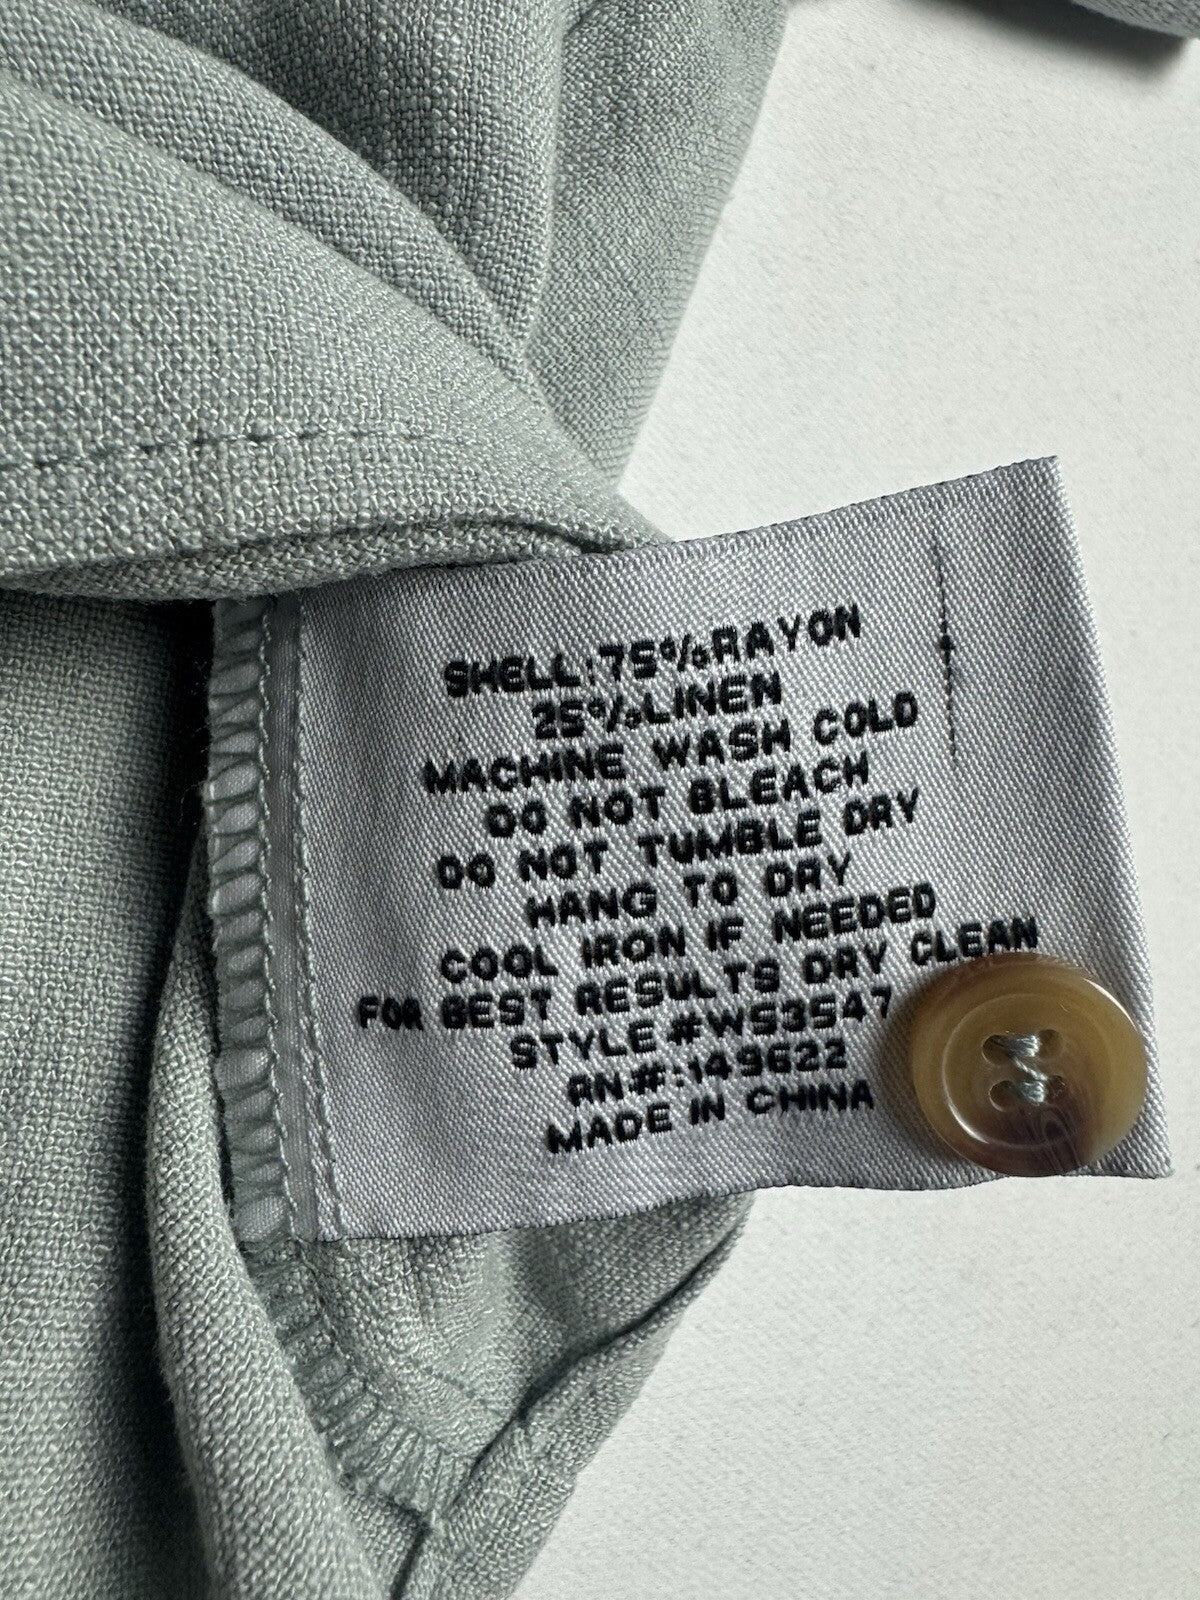 SHELL:75%RAYON
25%LINEN
MACHINE WASH COLD
DO NOT BLEACH
DO NOT TUMBLE DRY
HANG TO DRY
COOL IRON IF NEEDED
FOR BEST RESULTS DRY CLEAN
STYLE#WS3547
RN#:149622
MADE IN CHINA